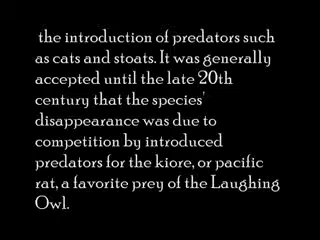 the introduction of predators such
as cats and stoats. It was generally
accepted until the late 20th
century that the species'
disappearance was due to
competition by introduced
predators for the kiore, or pacific
rat, a favorite prey of the Laughing
Owl.